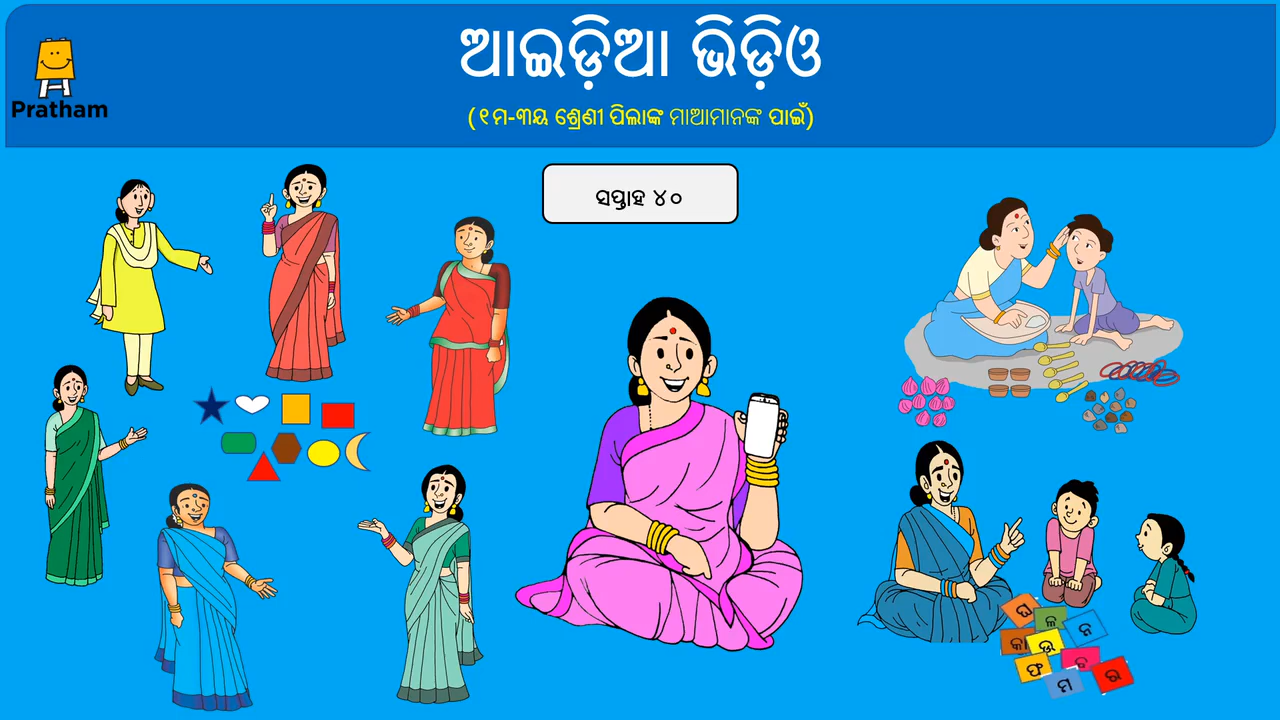 ଆଇଡ଼ିଆ ଭିଡ଼ିଓ
Pratham
(୧ମ-୩ୟ ଶ୍ରେଣୀ ପିଲାଙ୍କ ମାଆମାନଙ୍କ ପାଇଁ)
ସପ୍ତାହ ୪୦
ଳ
ନ
କ
ଫ
ମ
ର